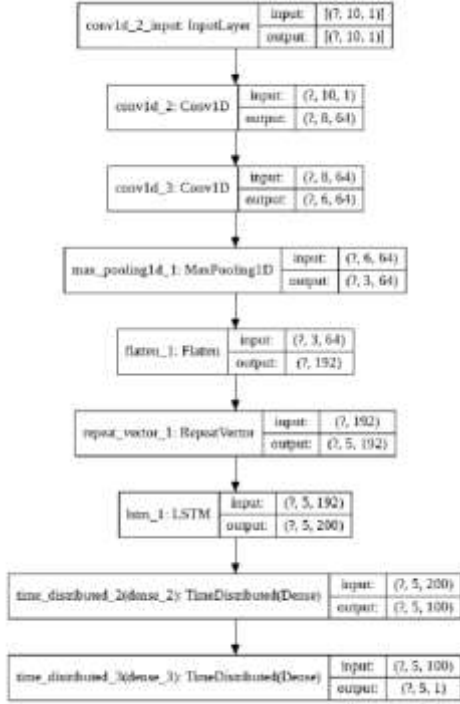 conv1d_2_input: InputLayer
input: [(?, 10, 1)]
output: [(?, 10, 1)]
conv1d_2: Conv1D
input: (?, 10, 1)
output: (?, 8, 64)
conv1d_3: Conv1D
input: (?, 8, 64)
output: (?, 6, 64)
max_pooling1d_1: MaxPooling1D
input: (?, 6, 64)
output: (?, 3, 64)
flatten_1: Flatten
input: (?, 3, 64)
output: (?, 192)
repeat_vector_1: RepeatVector
input: (?, 192)
output: (?, 5, 192)
lstm_1: LSTM
input: (?, 5, 192)
output: (?, 5, 200)
time_distributed_2(dense_2): TimeDistributed(Dense)
input: (?, 5, 200)
output: (?, 5, 100)
time_distributed_3(dense_3): TimeDistributed(Dense)
input: (?, 5, 100)
output: (?, 5, 1)